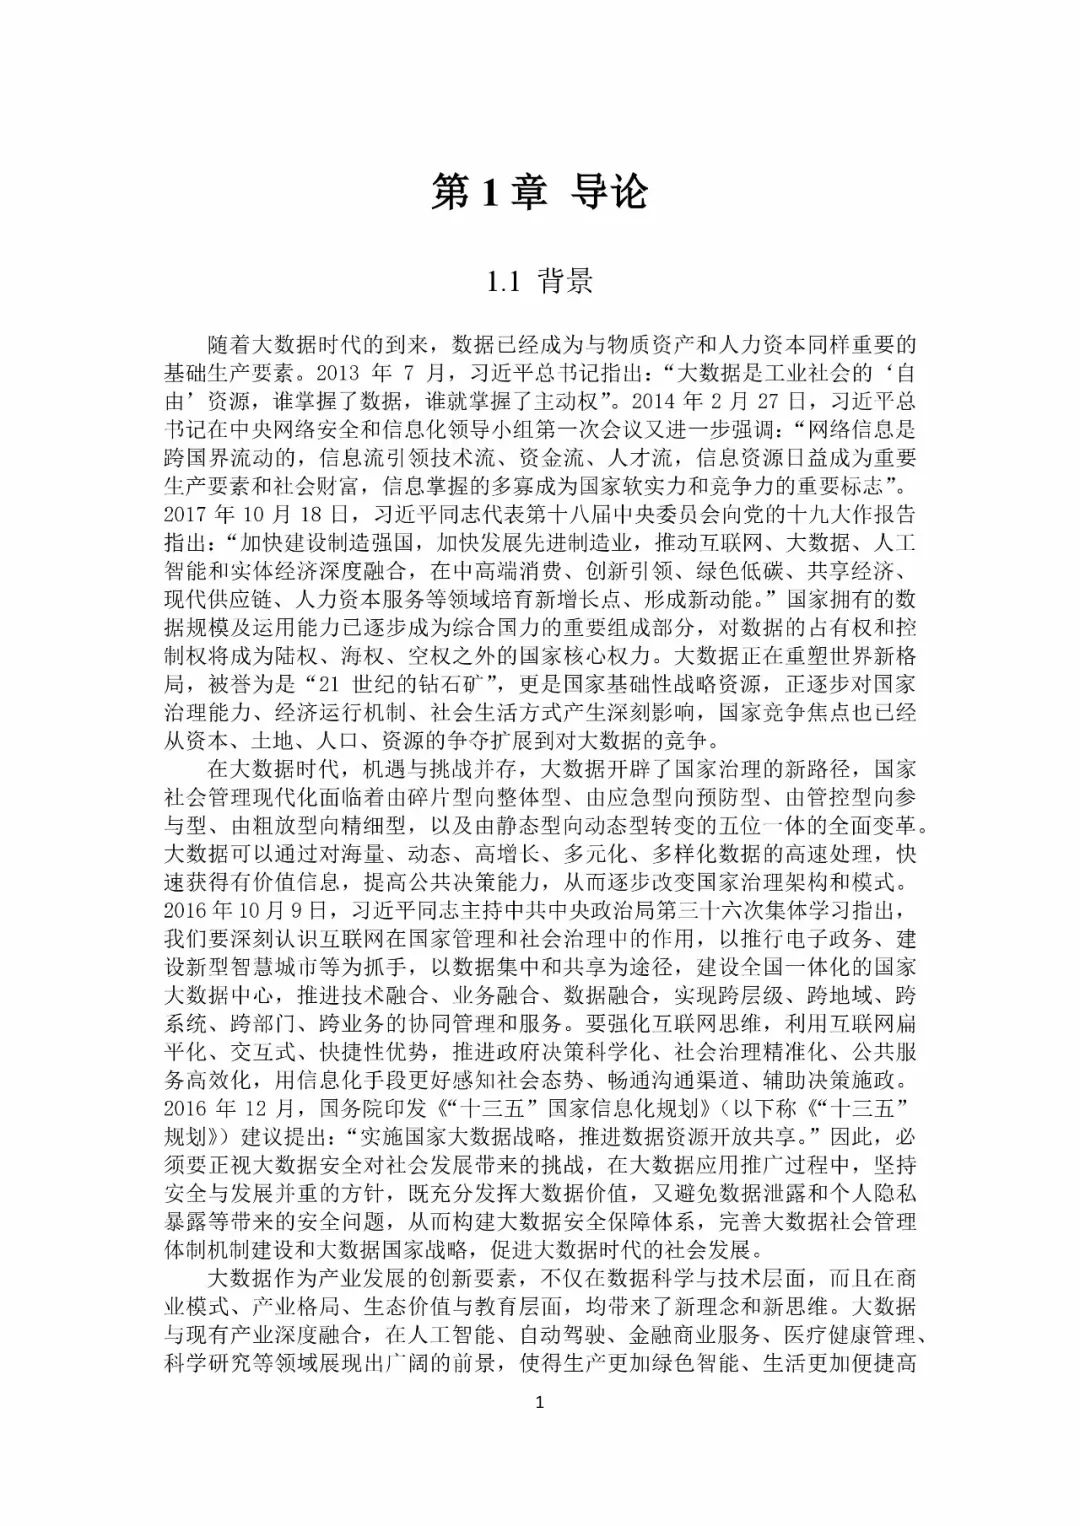 第 1 章 导论
1.1 背景
随着大数据时代的到来，数据已经成为与物质资产和人力资本同样重要的
基础生产要素。2013 年 7 月，习近平总书记指出：“大数据是工业社会的‘自
由’资源，谁掌握了数据，谁就掌握了主动权”。2014 年 2 月 27 日，习近平总
书记在中央网络安全和信息化领导小组第一次会议又进一步强调：“网络信息是
跨国界流动的，信息流引领技术流、资金流、人才流，信息资源日益成为重要
生产要素和社会财富，信息掌握的多寡成为国家软实力和竞争力的重要标志”。
2017 年 10 月 18 日，习近平同志代表第十八届中央委员会向党的十九大作报告
指出：“加快建设制造强国，加快发展先进制造业，推动互联网、大数据、人工
智能和实体经济深度融合，在中高端消费、创新引领、绿色低碳、共享经济、
现代供应链、人力资本服务等领域培育新增长点、形成新动能。”国家拥有的数
据规模及运用能力已逐步成为综合国力的重要组成部分，对数据的占有权和控
制权将成为陆权、海权、空权之外的国家核心权力。大数据正在重塑世界新格
局，被誉为是“21 世纪的钻石矿”，更是国家基础性战略资源，正逐步对国家
治理能力、经济运行机制、社会生活方式产生深刻影响，国家竞争焦点也已经
从资本、土地、人口、资源的争夺扩展到对大数据的竞争。
在大数据时代，机遇与挑战并存，大数据开辟了国家治理的新路径，国家
社会管理现代化面临着由碎片型向整体型、由应急型向预防型、由管控型向参
与型、由粗放型向精细型，以及由静态型向动态型转变的五位一体的全面变革。
大数据可以通过对海量、动态、高增长、多元化、多样化数据的高速处理，快
速获得有价值信息，提高公共决策能力，从而逐步改变国家治理架构和模式。
2016 年 10 月 9 日，习近平同志主持中共中央政治局第三十六次集体学习指出，
我们要深刻认识互联网在国家管理和社会治理中的作用，以推行电子政务、建
设新型智慧城市等为抓手，以数据集中和共享为途径，建设全国一体化的国家
大数据中心，推进技术融合、业务融合、数据融合，实现跨层级、跨地域、跨
系统、跨部门、跨业务的协同管理和服务。要强化互联网思维，利用互联网扁
平化、交互式、快捷性优势，推进政府决策科学化、社会治理精准化、公共服
务高效化，用信息化手段更好感知社会态势、畅通沟通渠道、辅助决策施政。
2016 年 12 月，国务院印发《“十三五”国家信息化规划》（以下称《“十三五”
规划》）建议提出：“实施国家大数据战略，推进数据资源开放共享。”因此，必
须要正视大数据安全对社会发展带来的挑战，在大数据应用推广过程中，坚持
安全与发展并重的方针，既充分发挥大数据价值，又避免数据泄露和个人隐私
暴露等带来的安全问题，从而构建大数据安全保障体系，完善大数据社会管理
体制机制建设和大数据国家战略，促进大数据时代的社会发展。
大数据作为产业发展的创新要素，不仅在数据科学与技术层面，而且在商
业模式、产业格局、生态价值与教育层面，均带来了新理念和新思维。大数据
与现有产业深度融合，在人工智能、自动驾驶、金融商业服务、医疗健康管理、
科学研究等领域展现出广阔的前景，使得生产更加绿色智能、生活更加便捷高
1